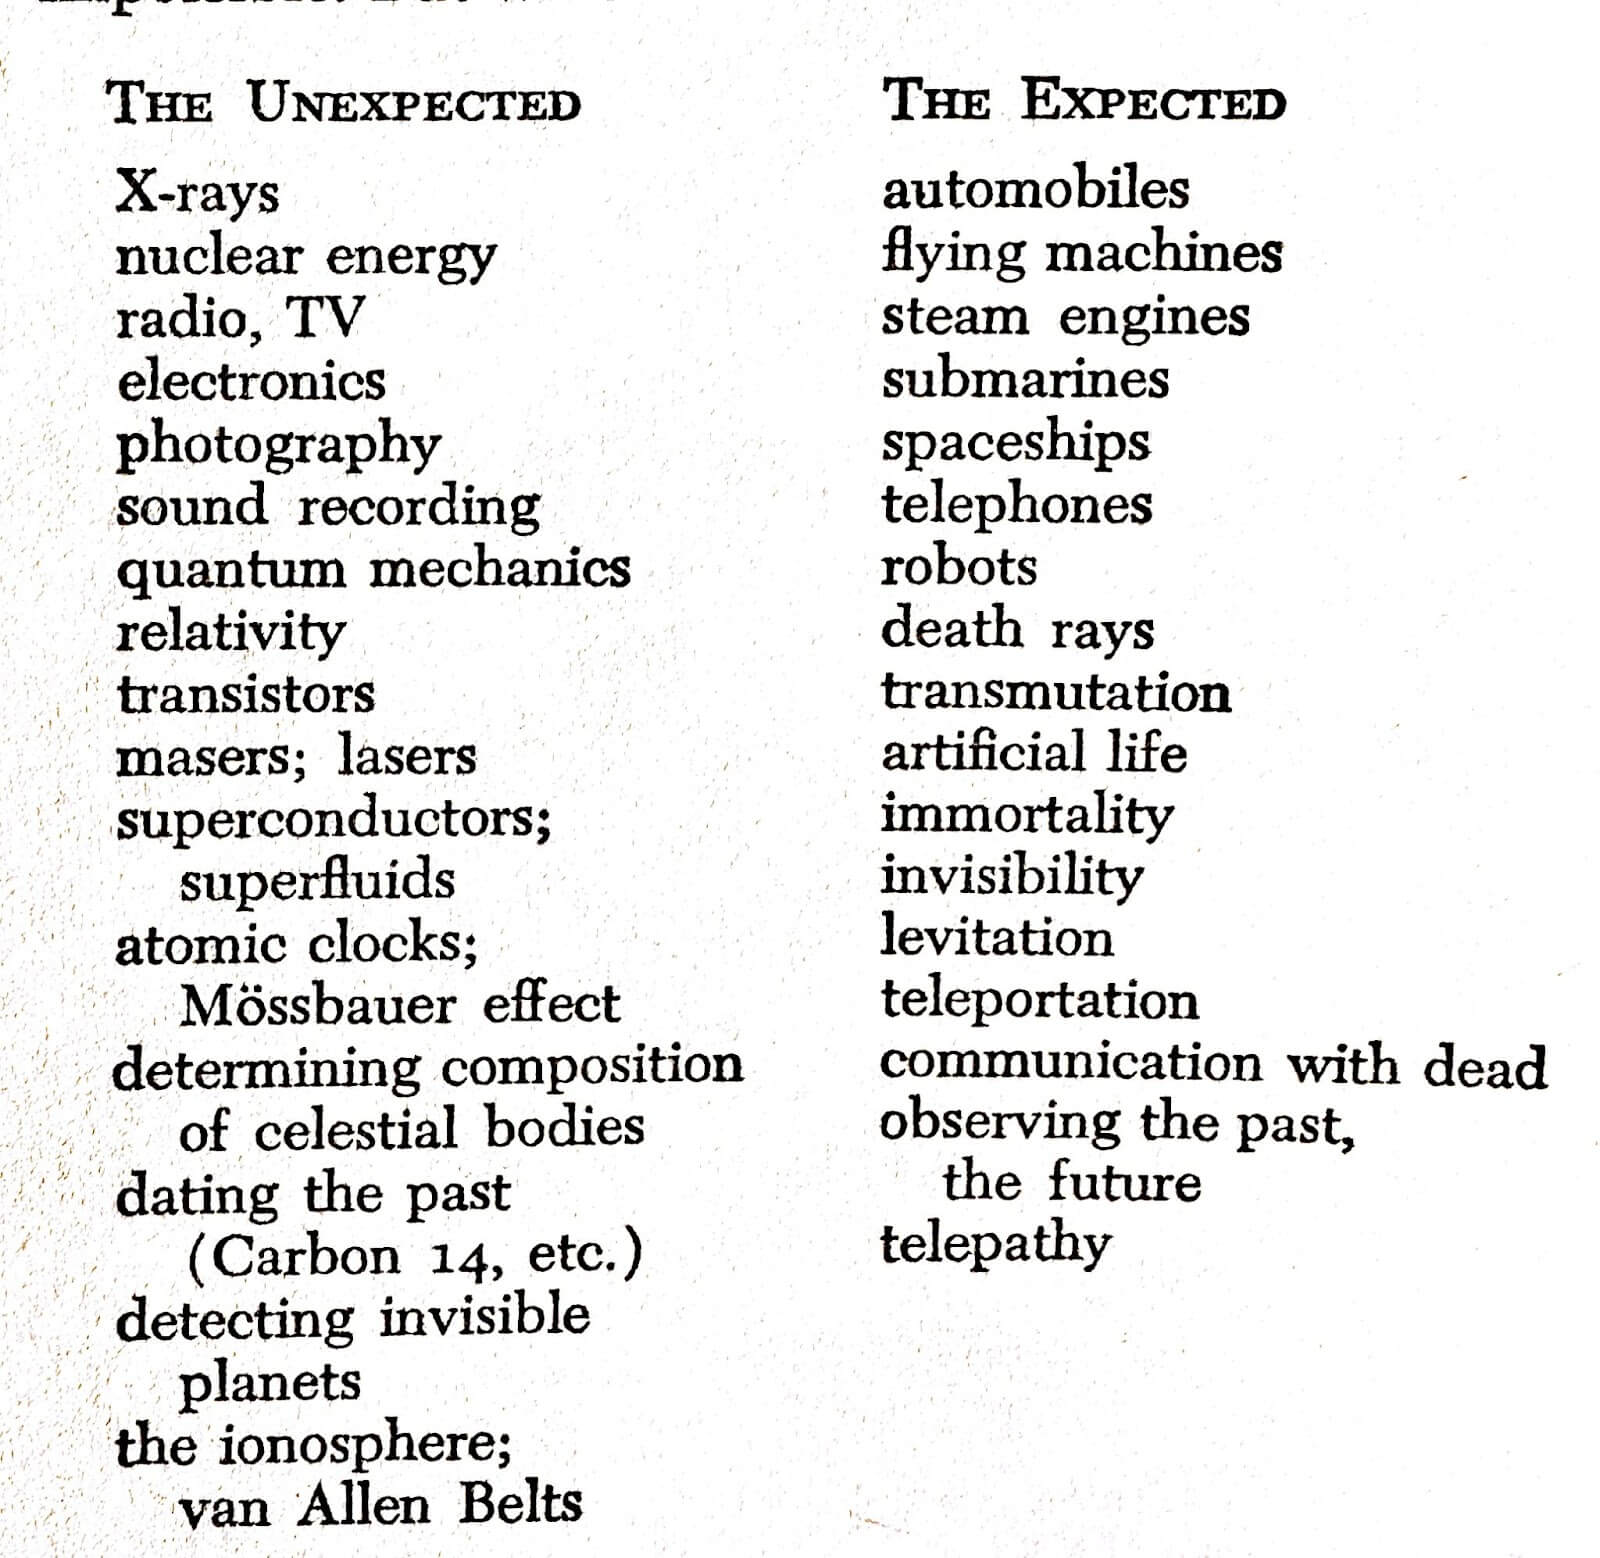 THE UNEXPECTED
X-rays
nuclear energy
radio, TV
electronics
photography
sound recording
quantum mechanics
relativity
transistors
masers; lasers
superconductors;
superfluids
atomic clocks;
Mössbauer effect
determining composition
of celestial bodies
dating the past
(Carbon 14, etc.)
detecting invisible
planets
the ionosphere;
van Allen Belts
THE EXPECTED
automobiles
flying machines
steam engines
submarines
spaceships
telephones
robots
death rays
transmutation
artificial life
immortality
invisibility
levitation
teleportation
communication with dead
observing the past,
the future
telepathy